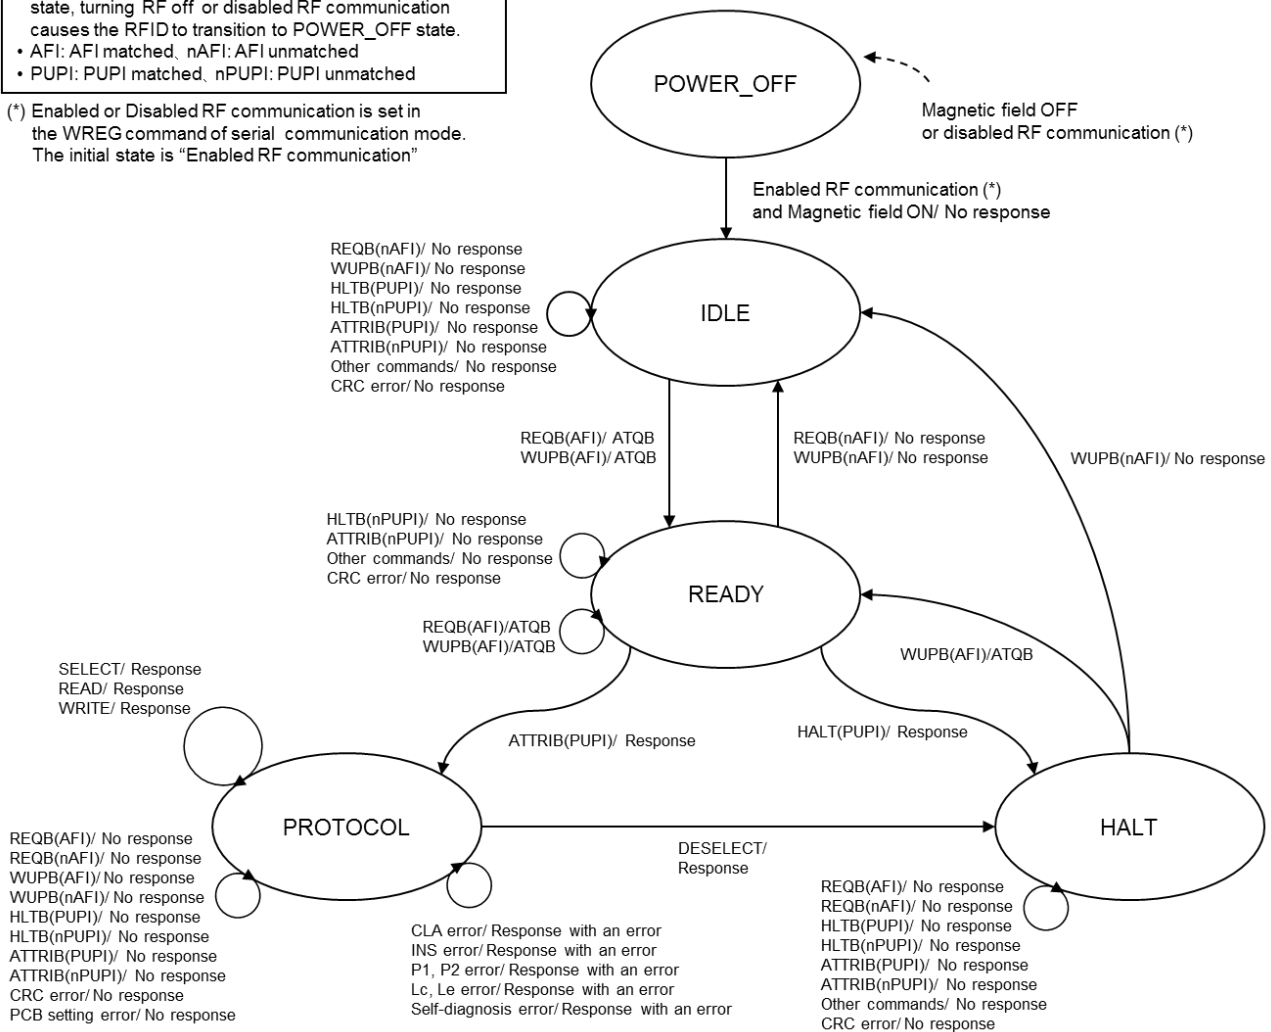 state, turning RF off or disabled RF communication
causes the RFID to transition to POWER_OFF state.
• AFI: AFI matched、nAFI: AFI unmatched
• PUPI: PUPI matched、nPUPI: PUPI unmatched
(*) Enabled or Disabled RF communication is set in
the WREG command of serial communication mode.
The initial state is “Enabled RF communication”
POWER_OFF
Magnetic field OFF
or disabled RF communication (*)
Enabled RF communication (*)
and Magnetic field ON/ No response
REQB(nAFI)/ No response
WUPB(nAFI)/ No response
HLTB(PUPI)/ No response
HLTB(nPUPI)/ No response
ATTRIB(PUPI)/ No response
ATTRIB(nPUPI)/ No response
Other commands/ No response
CRC error/ No response
IDLE
REQB(AFI)/ ATQB
WUPB(AFI)/ ATQB
REQB(nAFI)/ No response
WUPB(nAFI)/ No response
WUPB(nAFI)/ No response
HLTB(nPUPI)/ No response
ATTRIB(nPUPI)/ No response
Other commands/ No response
CRC error/ No response
READY
REQB(AFI)/ATQB
WUPB(AFI)/ATQB
WUPB(AFI)/ATQB
SELECT/ Response
READ/ Response
WRITE/ Response
ATTRIB(PUPI)/ Response
HALT(PUPI)/ Response
PROTOCOL
HALT
DESELECT/
Response
REQB(AFI)/ No response
REQB(nAFI)/ No response
WUPB(AFI)/ No response
WUPB(nAFI)/ No response
HLTB(PUPI)/ No response
HLTB(nPUPI)/ No response
ATTRIB(PUPI)/ No response
ATTRIB(nPUPI)/ No response
CRC error/ No response
PCB setting error/ No response
CLA error/ Response with an error
INS error/ Response with an error
P1, P2 error/ Response with an error
Lc, Le error/ Response with an error
Self-diagnosis error/ Response with an error
REQB(AFI)/ No response
REQB(nAFI)/ No response
HLTB(PUPI)/ No response
HLTB(nPUPI)/ No response
ATTRIB(PUPI)/ No response
ATTRIB(nPUPI)/ No response
Other commands/ No response
CRC error/ No response